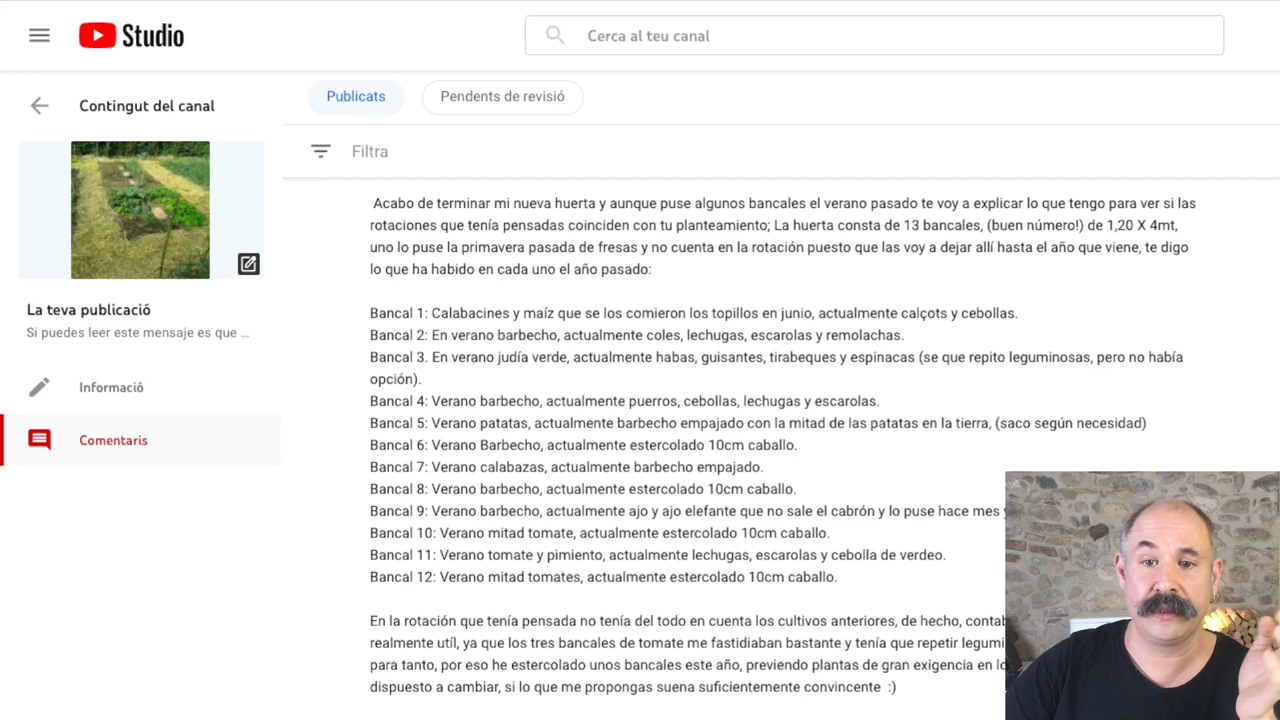 Studio
Cerca al teu canal
Contingut del canal
Publicats
Pendents de revisió
Filtra
La teva publicació
Si puedes leer este mensaje es que ...
Informació
Comentaris
Acabo de terminar mi nueva huerta y aunque puse algunos bancales el verano pasado te voy a explicar lo que tengo para ver si las
rotaciones que tenía pensadas coinciden con tu planteamiento; La huerta consta de 13 bancales, (buen número!) de 1,20 X 4mt,
uno lo puse la primavera pasada de fresas y no cuenta en la rotación puesto que las voy a dejar allí hasta el año que viene, te digo
lo que ha habido en cada uno el año pasado:
Bancal 1: Calabacines y maíz que se los comieron los topillos en junio, actualmente calçots y cebollas.
Bancal 2: En verano barbecho, actualmente coles, lechugas, escarolas y remolachas.
Bancal 3. En verano judía verde, actualmente habas, guisantes, tirabeques y espinacas (se que repito leguminosas, pero no había
opción).
Bancal 4: Verano barbecho, actualmente puerros, cebollas, lechugas y escarolas.
Bancal 5: Verano patatas, actualmente barbecho empajado con la mitad de las patatas en la tierra, (saco según necesidad)
Bancal 6: Verano Barbecho, actualmente estercolado 10cm caballo.
Bancal 7: Verano calabazas, actualmente barbecho empajado.
Bancal 8: Verano barbecho, actualmente estercolado 10cm caballo.
Bancal 9: Verano barbecho, actualmente ajo y ajo elefante que no sale el cabrón y lo puse hace mes
Bancal 10: Verano mitad tomate, actualmente estercolado 10cm caballo.
Bancal 11: Verano tomate y pimiento, actualmente lechugas, escarolas y cebolla de verdeo.
Bancal 12: Verano mitad tomates, actualmente estercolado 10cm caballo.
En la rotación que tenía pensada no tenía del todo en cuenta los cultivos anteriores, de hecho,
realmente utíl, ya que los tres bancales de tomate me fastidiaban bastante y tenía que repetir
para tanto, por eso he estercolado unos bancales este año, previendo plantas de gran exigencia en
dispuesto a cambiar, si lo que me propongas suena suficientemente convincente :)